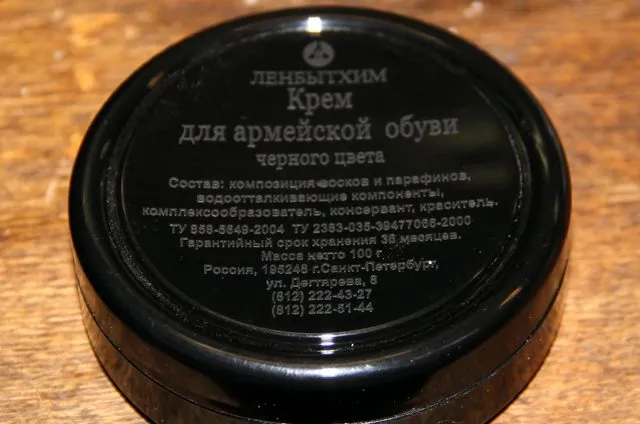 ЛЕНБЫТХИМ
Крем
для армейской обуви
черного цвета
Состав: композиция восков и парафинов,
водоотталкивающие компоненты,
комплексообразователь, консервант, краситель.
ТУ 858-5649-2004 ТУ 2383-035-39477066-2000
Гарантийный срок хранения 36 месяцев.
Масса нетто 100 г
Россия, 195248 г.Санкт-Петербург,
ул. Дегтярева, 6
(812) 222-43-27
(812) 222-51-44